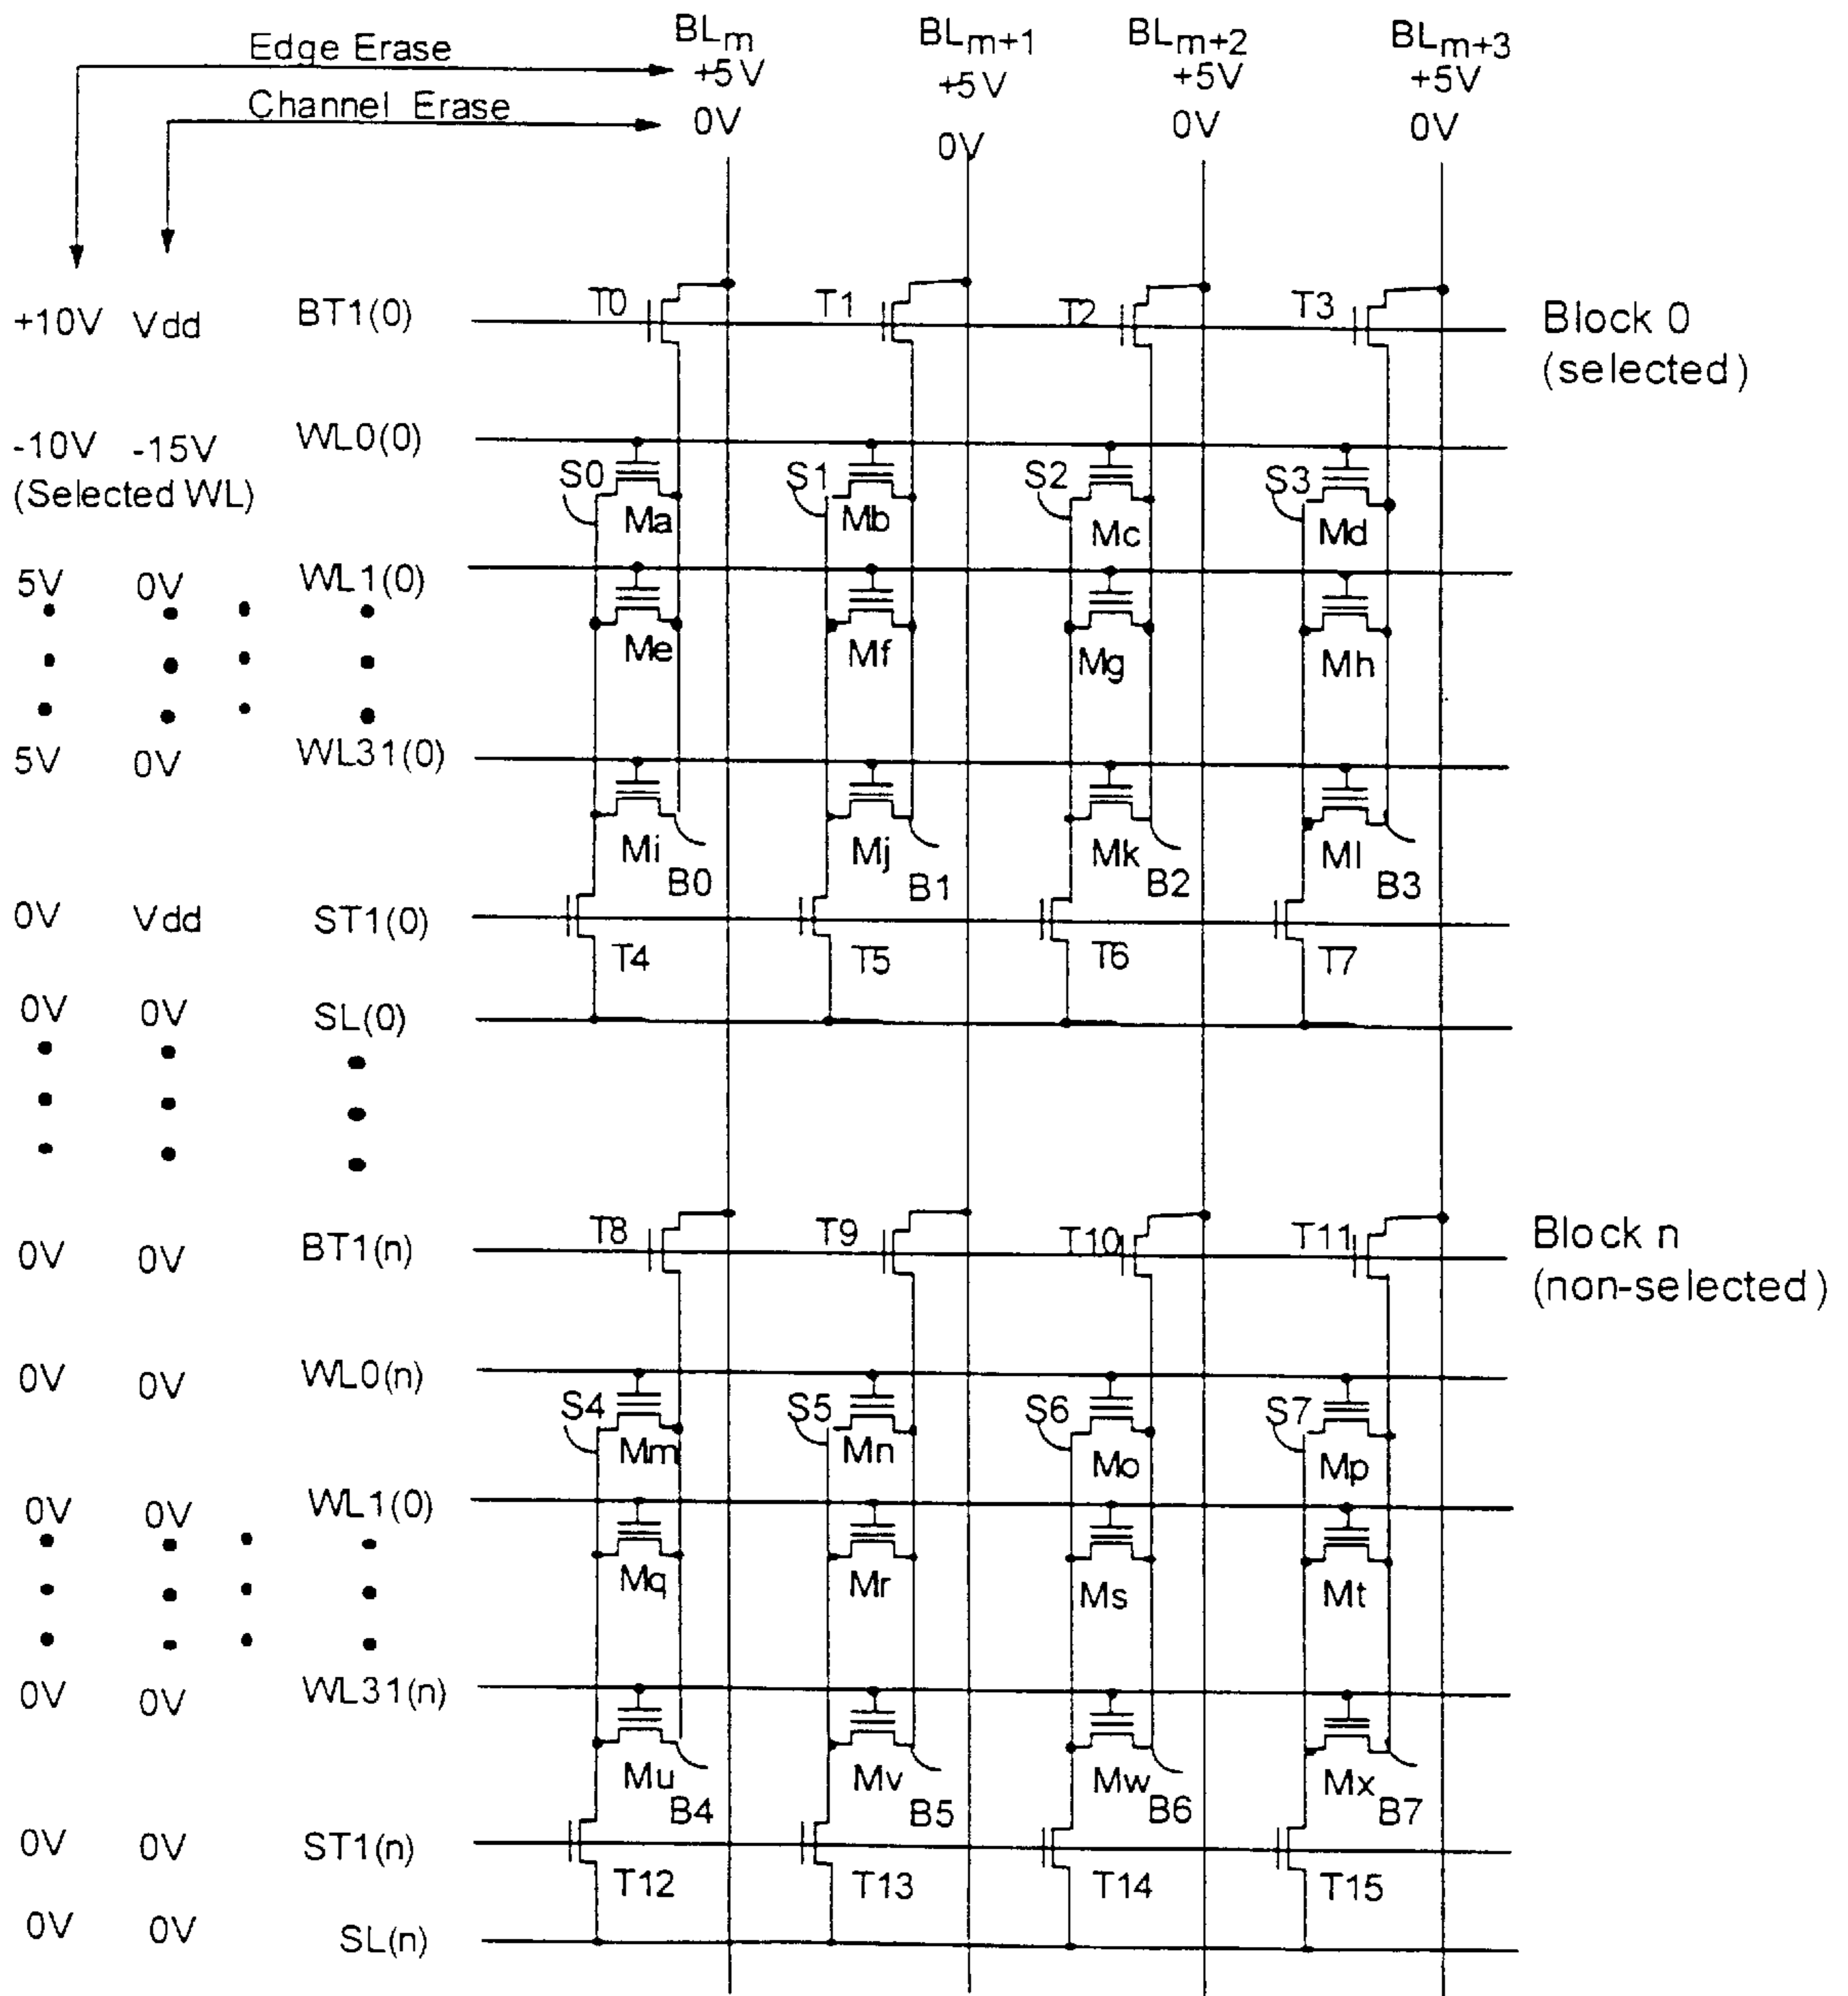 BLm BLm+1 BLm+2 BLm+3
Edge Erase +5V +5V +5V +5V
Channel Erase 0V 0V 0V 0V
+10V Vdd BT1(0) T0 T1 T2 T3 Block 0
(selected)
-10V -15V WL0(0)
(Selected WL) S0 S1 S2 S3
Ma Mb Mc Md
5V 0V WL1(0)
Me Mf Mg Mh
5V 0V WL31(0)
Mi Mj Mk Ml
B0 B1 B2 B3
0V Vdd ST1(0)
T4 T5 T6 T7
0V 0V SL(0)
0V 0V BT1(n) T8 T9 T10 T11 Block n
(non-selected)
0V 0V WL0(n)
S4 S5 S6 S7
Mm Mn Mo Mp
0V 0V WL1(0)
Mq Mr Ms Mt
0V 0V WL31(n)
Mu Mv Mw Mx
B4 B5 B6 B7
0V 0V ST1(n)
T12 T13 T14 T15
0V 0V SL(n)